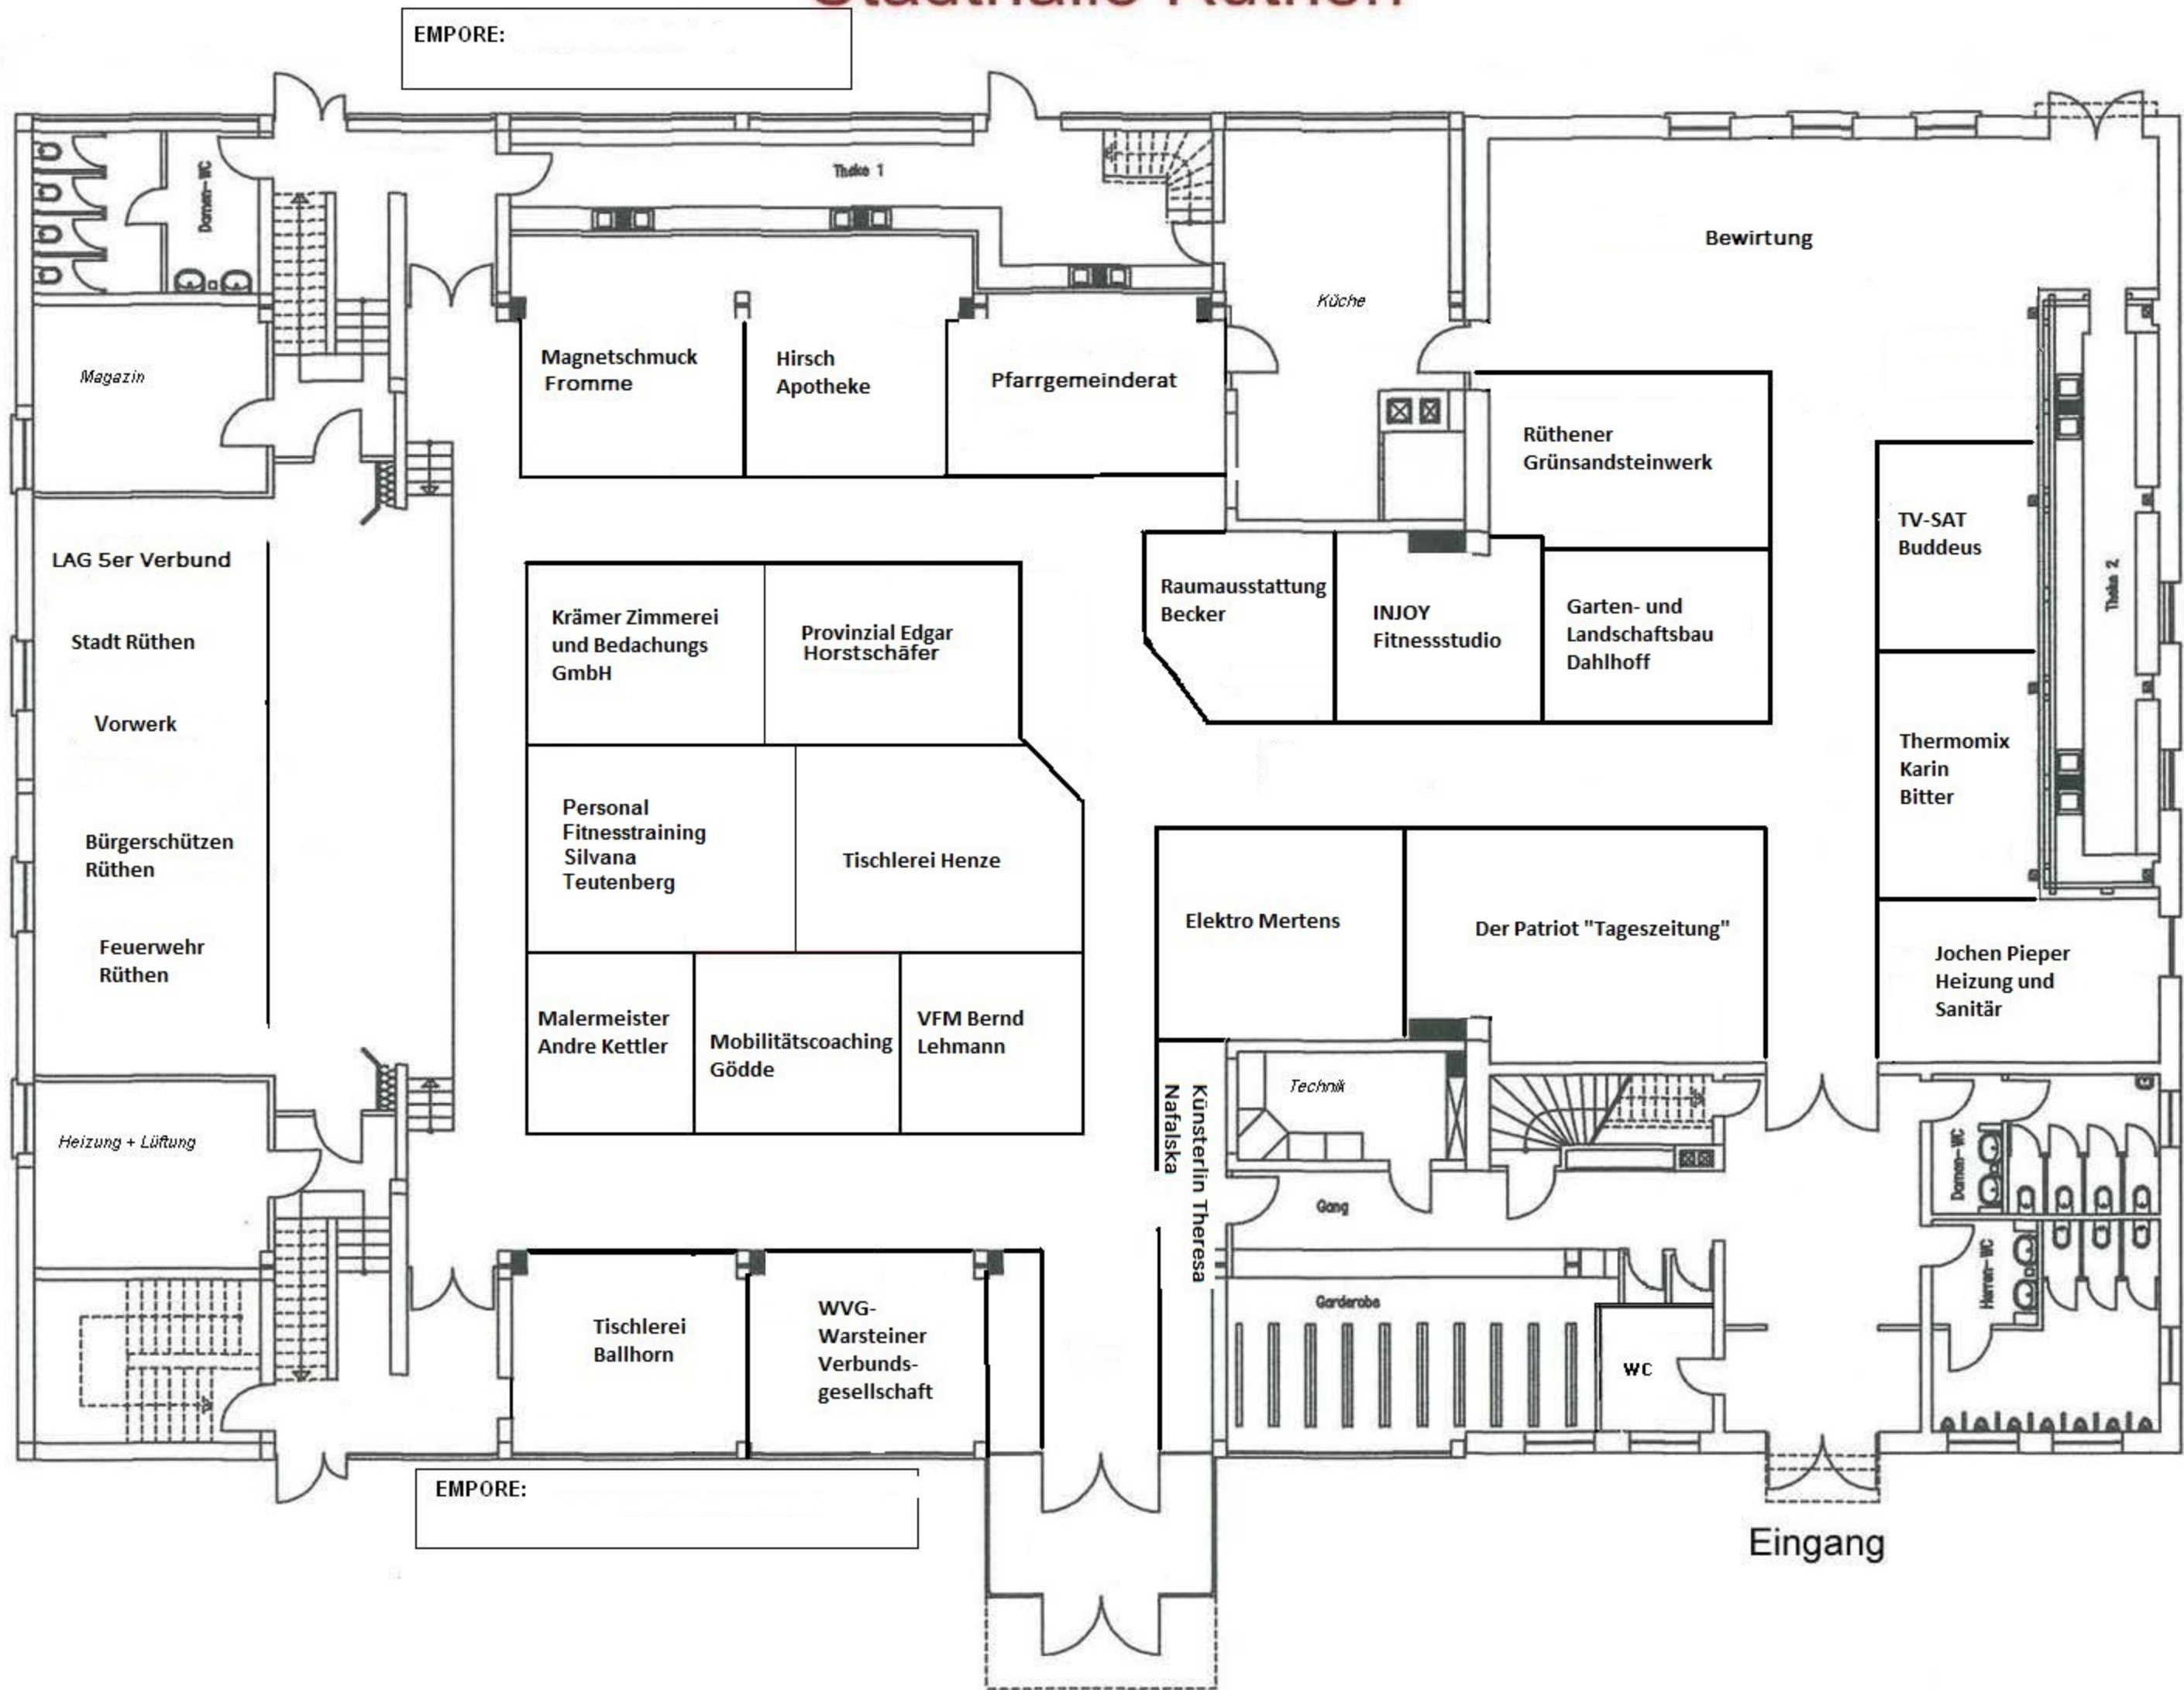 EMPORE:
Theke 1
Damen-WC
Bewirtung
Küche
Magazin
Magnetschmuck
Fromme
Hirsch
Apotheke
Pfarrgemeinderat
Rüthener
Grünsandsteinwerk
TV-SAT
Buddeus
Theke 2
LAG 5er Verbund
Stadt Rüthen
Vorwerk
Bürgerschützen
Rüthen
Feuerwehr
Rüthen
Krämer Zimmerei
und Bedachungs
GmbH
Provinzial Edgar
Horstschäfer
Raumausstattung
Becker
INJOY
Fitnessstudio
Garten- und
Landschaftsbau
Dahlhoff
Thermomix
Karin
Bitter
Personal
Fitnesstraining
Silvana
Teutenberg
Tischlerei Henze
Elektro Mertens
Der Patriot "Tageszeitung"
Jochen Pieper
Heizung und
Sanitär
Malermeister
Andre Kettler
Mobilitätscoaching
Gödde
VFM Bernd
Lehmann
Künsterlin Theresa
Nafalska
Technik
Heizung + Lüftung
Damen-WC
Gang
Herren-WC
Garderobe
Tischlerei
Ballhorn
WVG-
Warsteiner
Verbunds-
gesellschaft
WC
EMPORE:
Eingang